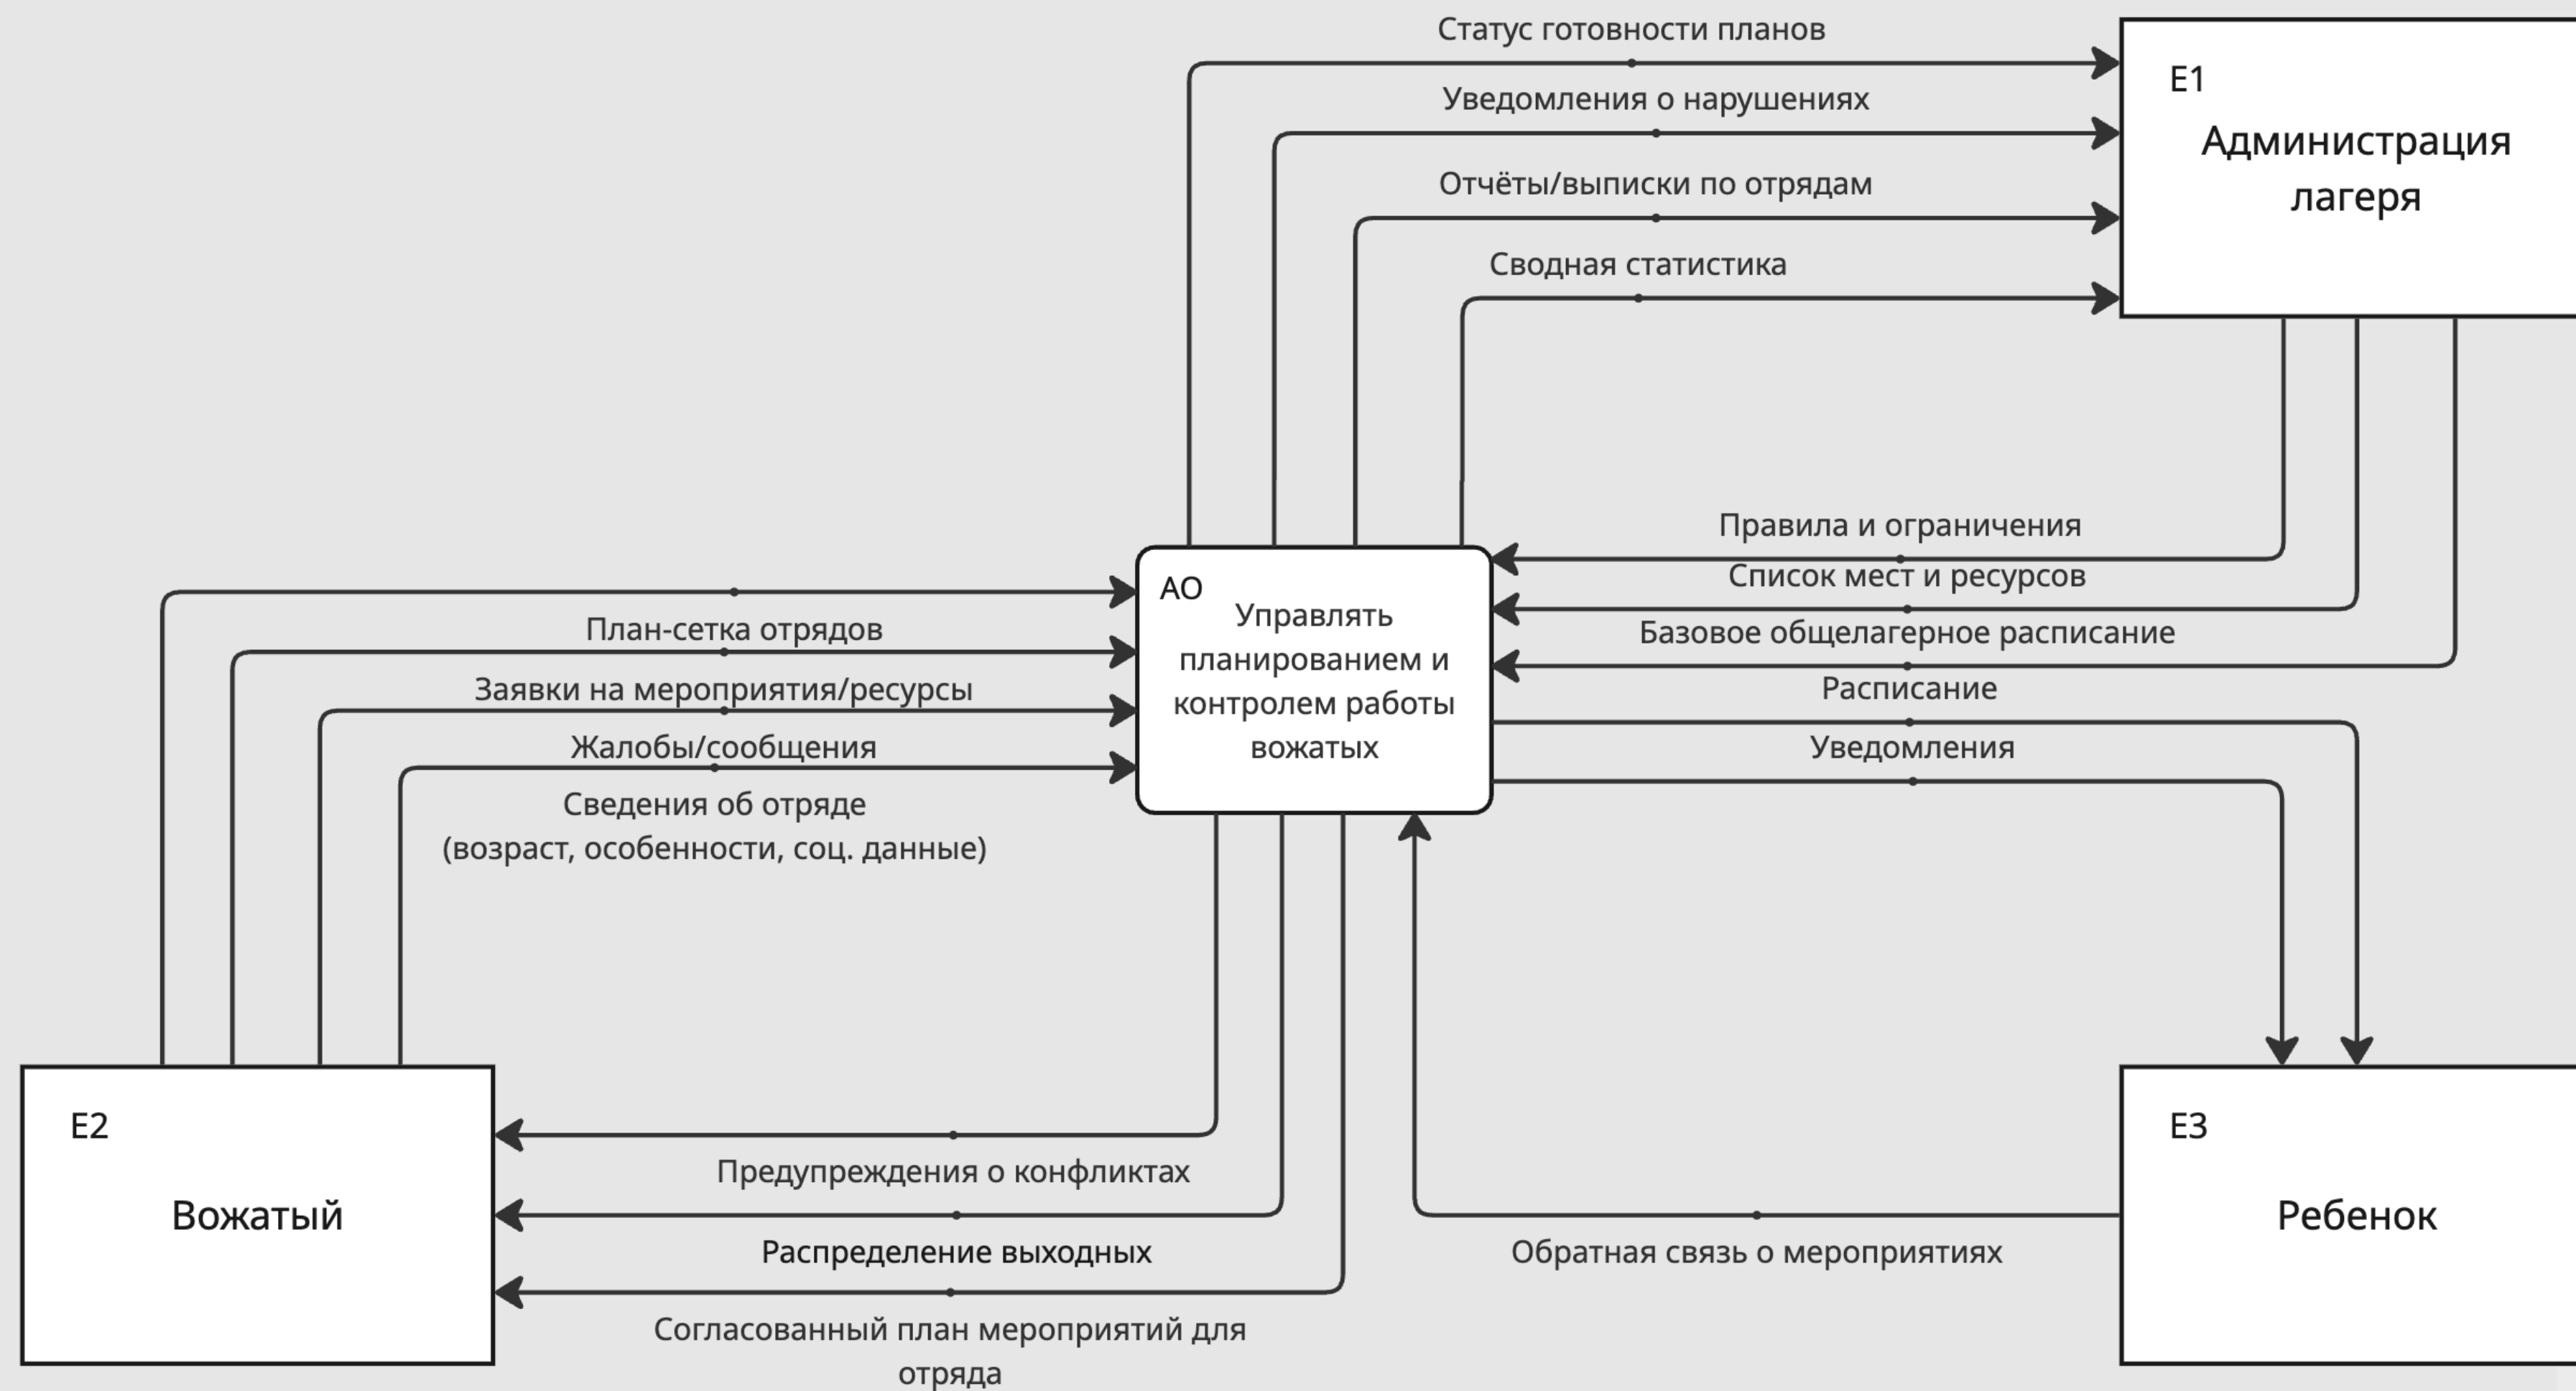 Статус готовности планов
Уведомления о нарушениях
Отчёты/выписки по отрядам
Сводная статистика
E1
Администрация
лагеря
Правила и ограничения
Список мест и ресурсов
Базовое общелагерное расписание
Расписание
Уведомления
АО
Управлять
планированием и
контролем работы
вожатых
План-сетка отрядов
Заявки на мероприятия/ресурсы
Жалобы/сообщения
Сведения об отряде
(возраст, особенности, соц. данные)
E2
Вожатый
Предупреждения о конфликтах
Распределение выходных
Согласованный план мероприятий для
отряда
E3
Ребенок
Обратная связь о мероприятиях